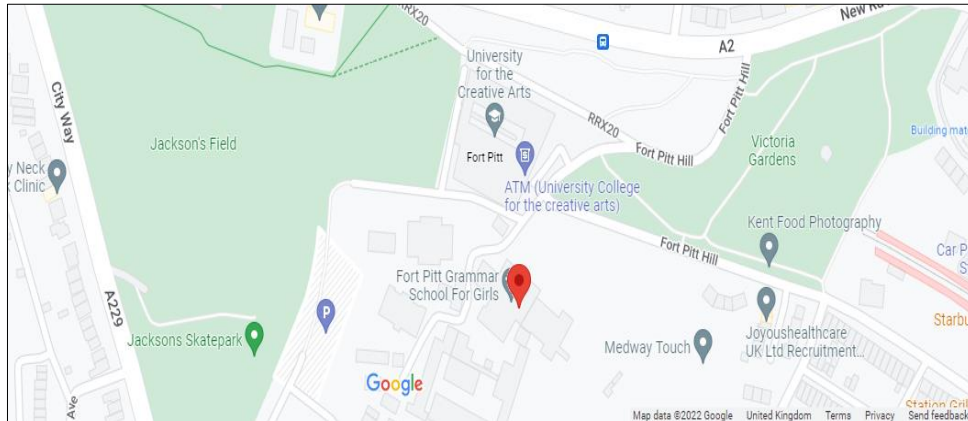 RRX20
New Ro
A2
University
for the
Creative Arts
City Way
Fort Pitt Hill
RRX20
Jackson's Field
Victoria
Gardens
Building mat
Fort Pitt
Fort Pitt Hill
y Neck
k Clinic
ATM (University College
for the creative arts)
Kent Food Photography
Fort Pitt Hill
Car P
S
Fort Pitt Grammar
School For Girls
P
A229
Starbu
Jacksons Skatepark
Medway Touch
Joyoushealthcare
UK Ltd Recruitment...
Google
Ave
Station Gril
Map data ©2022 Google United Kingdom Terms Privacy Send feedback